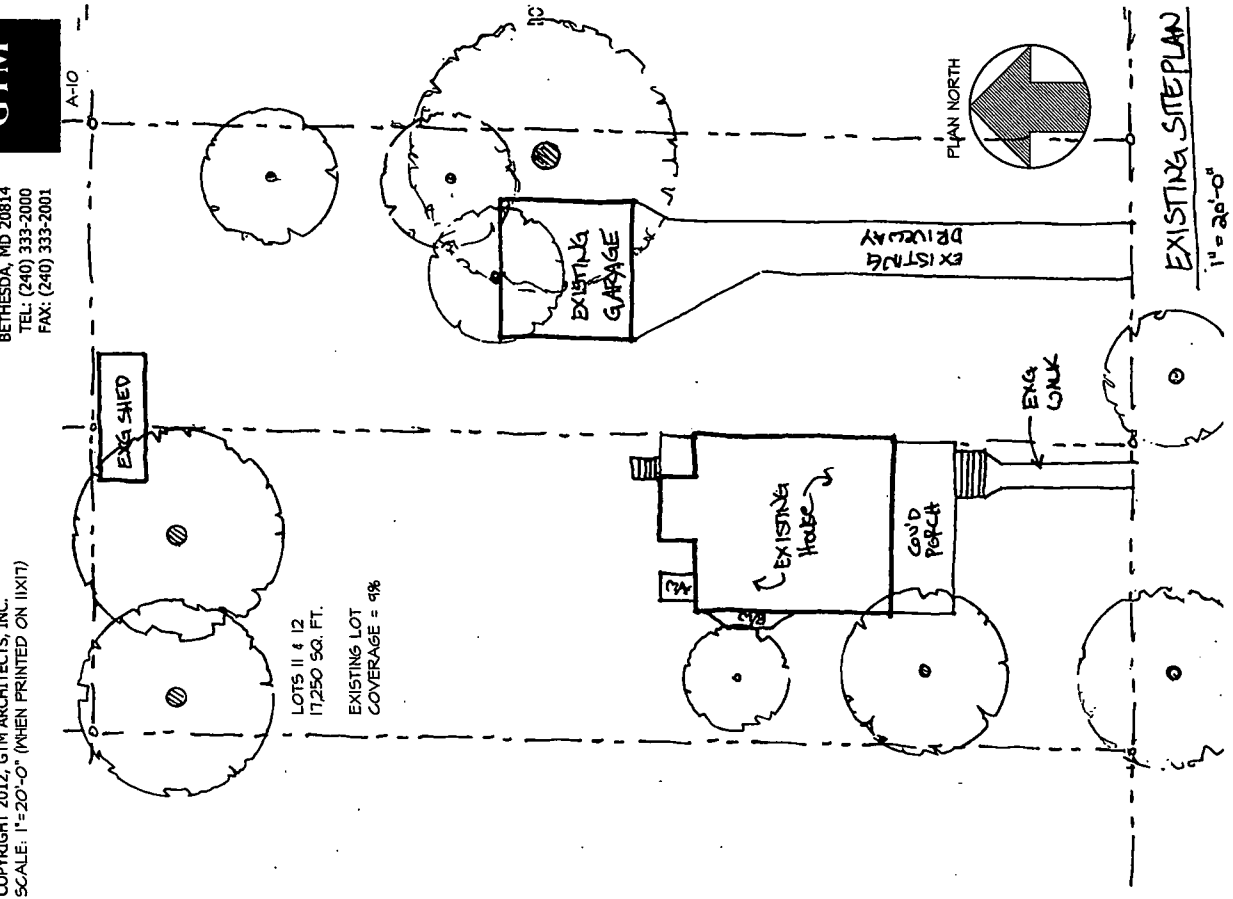 GTM
BETHESDA, MD 20814
TEL: (240) 333-2000
FAX: (240) 333-2001
COPYRIGHT 2012, GTM ARCHITECTS, INC.
SCALE: 1"=20'-0" (WHEN PRINTED ON 11X17)
A-10
EXG SHED
LOTS 11 & 12
17,250 SQ. FT.
EXISTING LOT
COVERAGE = 9%
EXISTING
GARAGE
EXISTING
DRIVEWAY
PLAN NORTH
EXISTING
HOUSE
COV'D
PORCH
EXG
WALK
B/W
EXISTING SITE PLAN
1" = 20'-0"